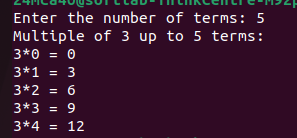 Enter the number of terms: 5
Multiple of 3 up to 5 terms:
3*0 = 0
3*1 = 3
3*2 = 6
3*3 = 9
3*4 = 12